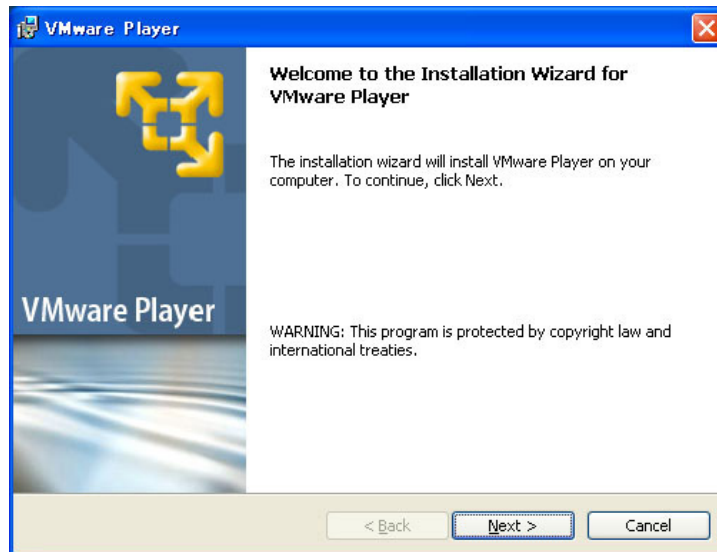 VMware Player
Welcome to the Installation Wizard for
VMware Player
The installation wizard will install VMware Player on your
computer. To continue, click Next.
VMware Player
WARNING: This program is protected by copyright law and
international treaties.
< Back
Next >
Cancel